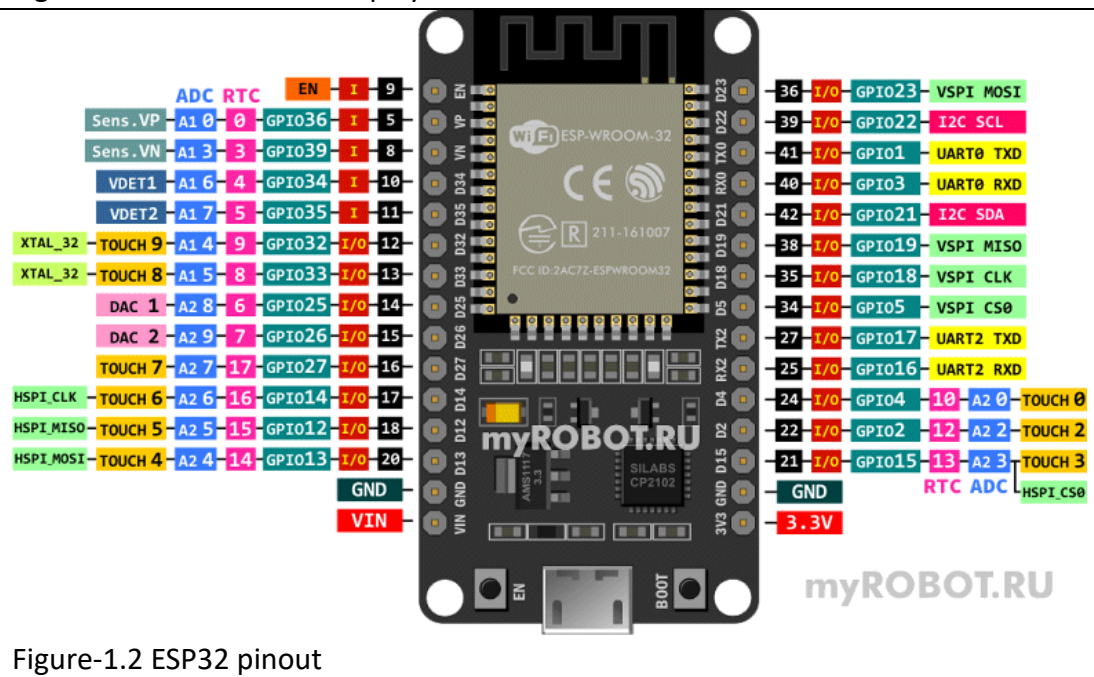 ADC RTC EN I 9
Sens.VP A1 0 0 GPIO36 I 5
Sens.VN A1 3 3 GPIO39 I 8
VDET1 A1 6 4 GPIO34 I 10
VDET2 A1 7 5 GPIO35 I 11
XTAL_32 TOUCH 9 A1 4 9 GPIO32 I/O 12
XTAL_32 TOUCH 8 A1 5 8 GPIO33 I/O 13
DAC 1 A2 8 6 GPIO25 I/O 14
DAC 2 A2 9 7 GPIO26 I/O 15
TOUCH 7 A2 7 17 GPIO27 I/O 16
HSPI_CLK TOUCH 6 A2 6 16 GPIO14 I/O 17
HSPI_MISO TOUCH 5 A2 5 15 GPIO12 I/O 18
HSPI_MOSI TOUCH 4 A2 4 14 GPIO13 I/O 20
GND
VIN
EN
VP
VN
D34
D35
D32
D33
D25
D26
D27
D14
D12
D13
GND
VIN
WiFi ESP-WROOM-32
CE
R 211-161007
FCC ID:2AC7Z-ESPWROOM32
myROBOT.RU
AMS1117
3.3
SILABS
CP2102
EN
BOOT
D23
D22
TX0
RX0
D21
D19
D18
D5
TX2
RX2
D4
D2
D15
GND
3V3
36 I/O GPIO23 VSPI MOSI
39 I/O GPIO22 I2C SCL
41 I/O GPIO1 UART0 TXD
40 I/O GPIO3 UART0 RXD
42 I/O GPIO21 I2C SDA
38 I/O GPIO19 VSPI MISO
35 I/O GPIO18 VSPI CLK
34 I/O GPIO5 VSPI CS0
27 I/O GPIO17 UART2 TXD
25 I/O GPIO16 UART2 RXD
24 I/O GPIO4 10 A2 0 TOUCH 0
22 I/O GPIO2 12 A2 2 TOUCH 2
21 I/O GPIO15 13 A2 3 TOUCH 3
GND RTC ADC HSPI_CS0
3.3V
myROBOT.RU
Figure-1.2 ESP32 pinout